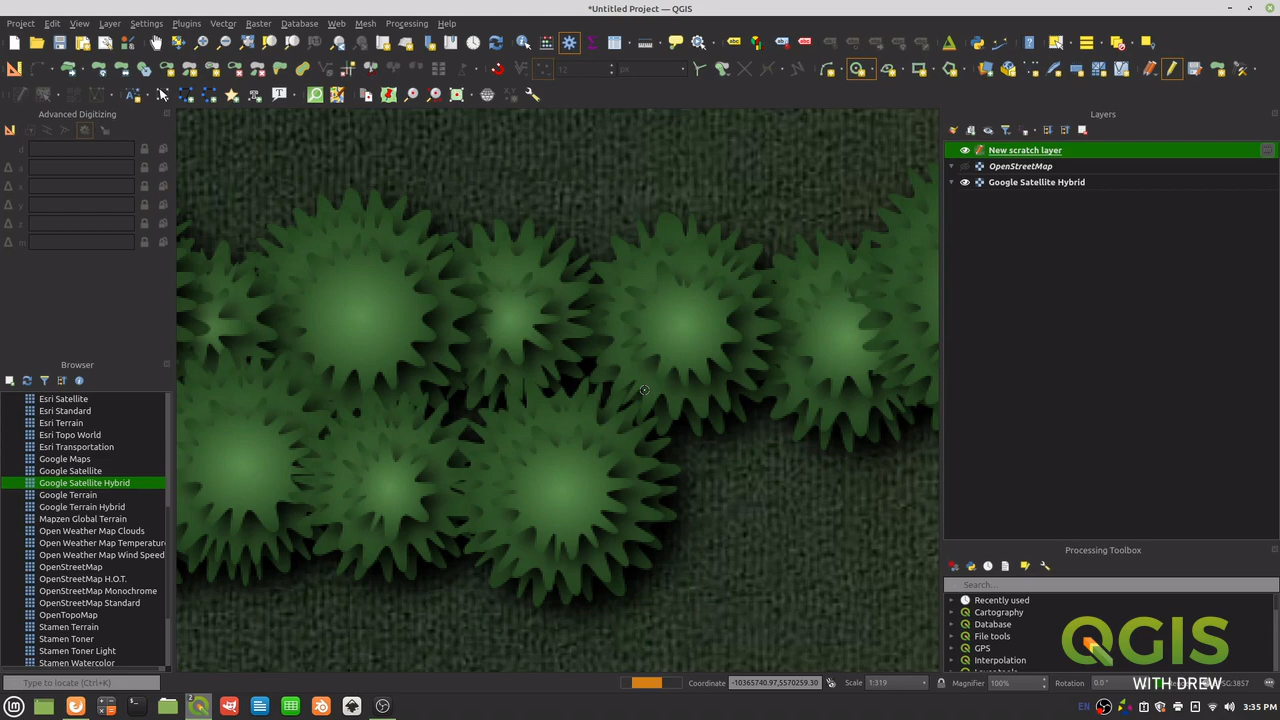 *Untitled Project — QGIS
Project Edit View Layer Settings Plugins Vector Raster Database Web Mesh Processing Help
12 px
Advanced Digitizing
d
a
x
y
z
m
Browser
Esri Satellite
Esri Standard
Esri Terrain
Esri Topo World
Esri Transportation
Google Maps
Google Satellite
Google Satellite Hybrid
Google Terrain
Google Terrain Hybrid
Mapzen Global Terrain
Open Weather Map Clouds
Open Weather Map Temperature
Open Weather Map Wind Speed
OpenStreetMap
OpenStreetMap H.O.T.
OpenStreetMap Monochrome
OpenStreetMap Standard
OpenTopoMap
Stamen Terrain
Stamen Toner
Stamen Toner Light
Stamen Watercolor
Layers
New scratch layer
OpenStreetMap
Google Satellite Hybrid
Processing Toolbox
Search...
Recently used
Cartography
Database
File tools
GPS
Interpolation
QGIS
WITH DREW
Type to locate (Ctrl+K)
Coordinate -10365740.97,5570259.30 Scale 1:319 Magnifier 100% Rotation 0.0° SG:3857
2
EN 3:35 PM